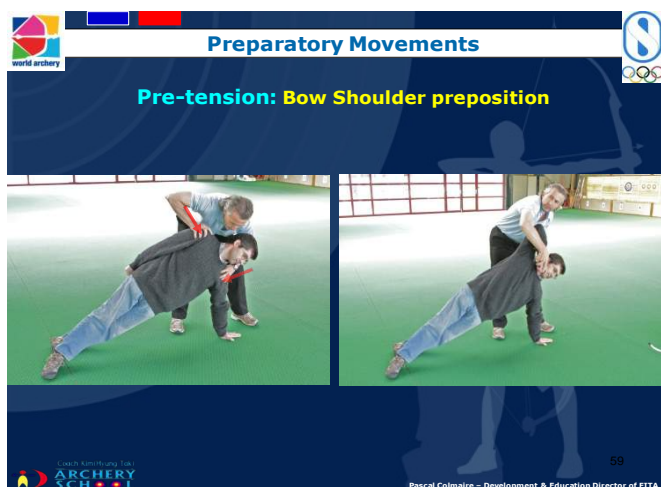 Preparatory Movements
world archery
Pre-tension: Bow Shoulder preposition
59
Coach KimHyung Tak
ARCHERY
SCHOOL
Pascal Colmaire – Development & Education Director of FITA